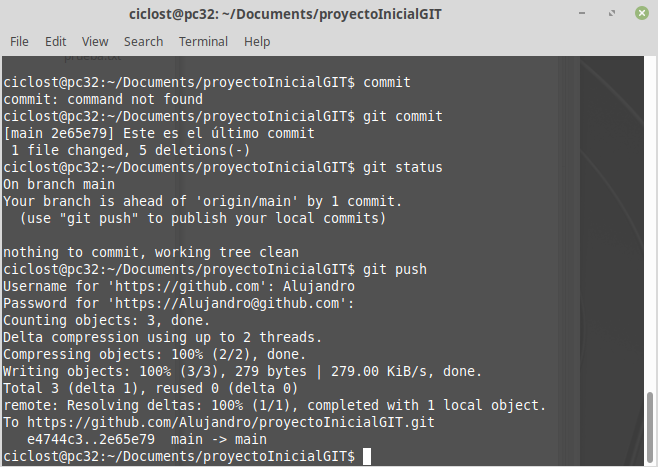 ciclost@pc32: ~/Documents/proyectoInicialGIT
File Edit View Search Terminal Help
prueba.txt
ciclost@pc32:~/Documents/proyectoInicialGIT$ commit
commit: command not found
ciclost@pc32:~/Documents/proyectoInicialGIT$ git commit
[main 2e65e79] Este es el último commit
 1 file changed, 5 deletions(-)
ciclost@pc32:~/Documents/proyectoInicialGIT$ git status
On branch main
Your branch is ahead of 'origin/main' by 1 commit.
  (use "git push" to publish your local commits)

nothing to commit, working tree clean
ciclost@pc32:~/Documents/proyectoInicialGIT$ git push
Username for 'https://github.com': Alujandro
Password for 'https://Alujandro@github.com':
Counting objects: 3, done.
Delta compression using up to 2 threads.
Compressing objects: 100% (2/2), done.
Writing objects: 100% (3/3), 279 bytes | 279.00 KiB/s, done.
Total 3 (delta 1), reused 0 (delta 0)
remote: Resolving deltas: 100% (1/1), completed with 1 local object.
To https://github.com/Alujandro/proyectoInicialGIT.git
   e4744c3..2e65e79  main -> main
ciclost@pc32:~/Documents/proyectoInicialGIT$